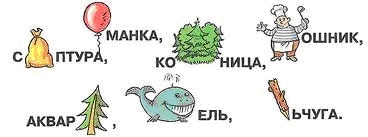 С ПТУРА, МАНКА, КО НИЦА, ОШНИК,
АКВАР , ЕЛЬ, ЬЧУГА.